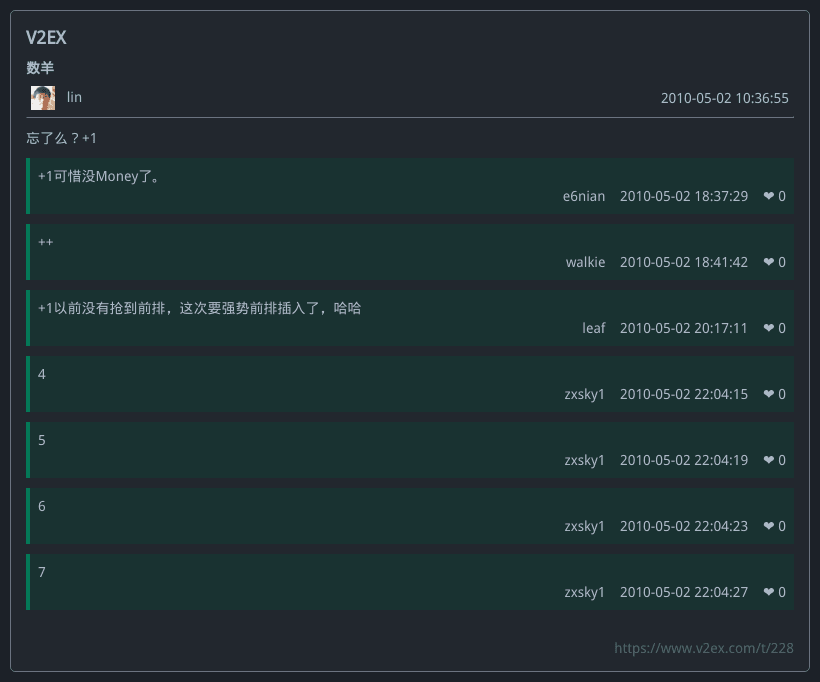 V2EX
数羊
lin 2010-05-02 10:36:55
忘了么？+1
+1可惜没Money了。
e6nian 2010-05-02 18:37:29 ❤ 0
++
walkie 2010-05-02 18:41:42 ❤ 0
+1以前没有抢到前排，这次要强势前排插入了，哈哈
leaf 2010-05-02 20:17:11 ❤ 0
4
zxsky1 2010-05-02 22:04:15 ❤ 0
5
zxsky1 2010-05-02 22:04:19 ❤ 0
6
zxsky1 2010-05-02 22:04:23 ❤ 0
7
zxsky1 2010-05-02 22:04:27 ❤ 0
https://www.v2ex.com/t/228